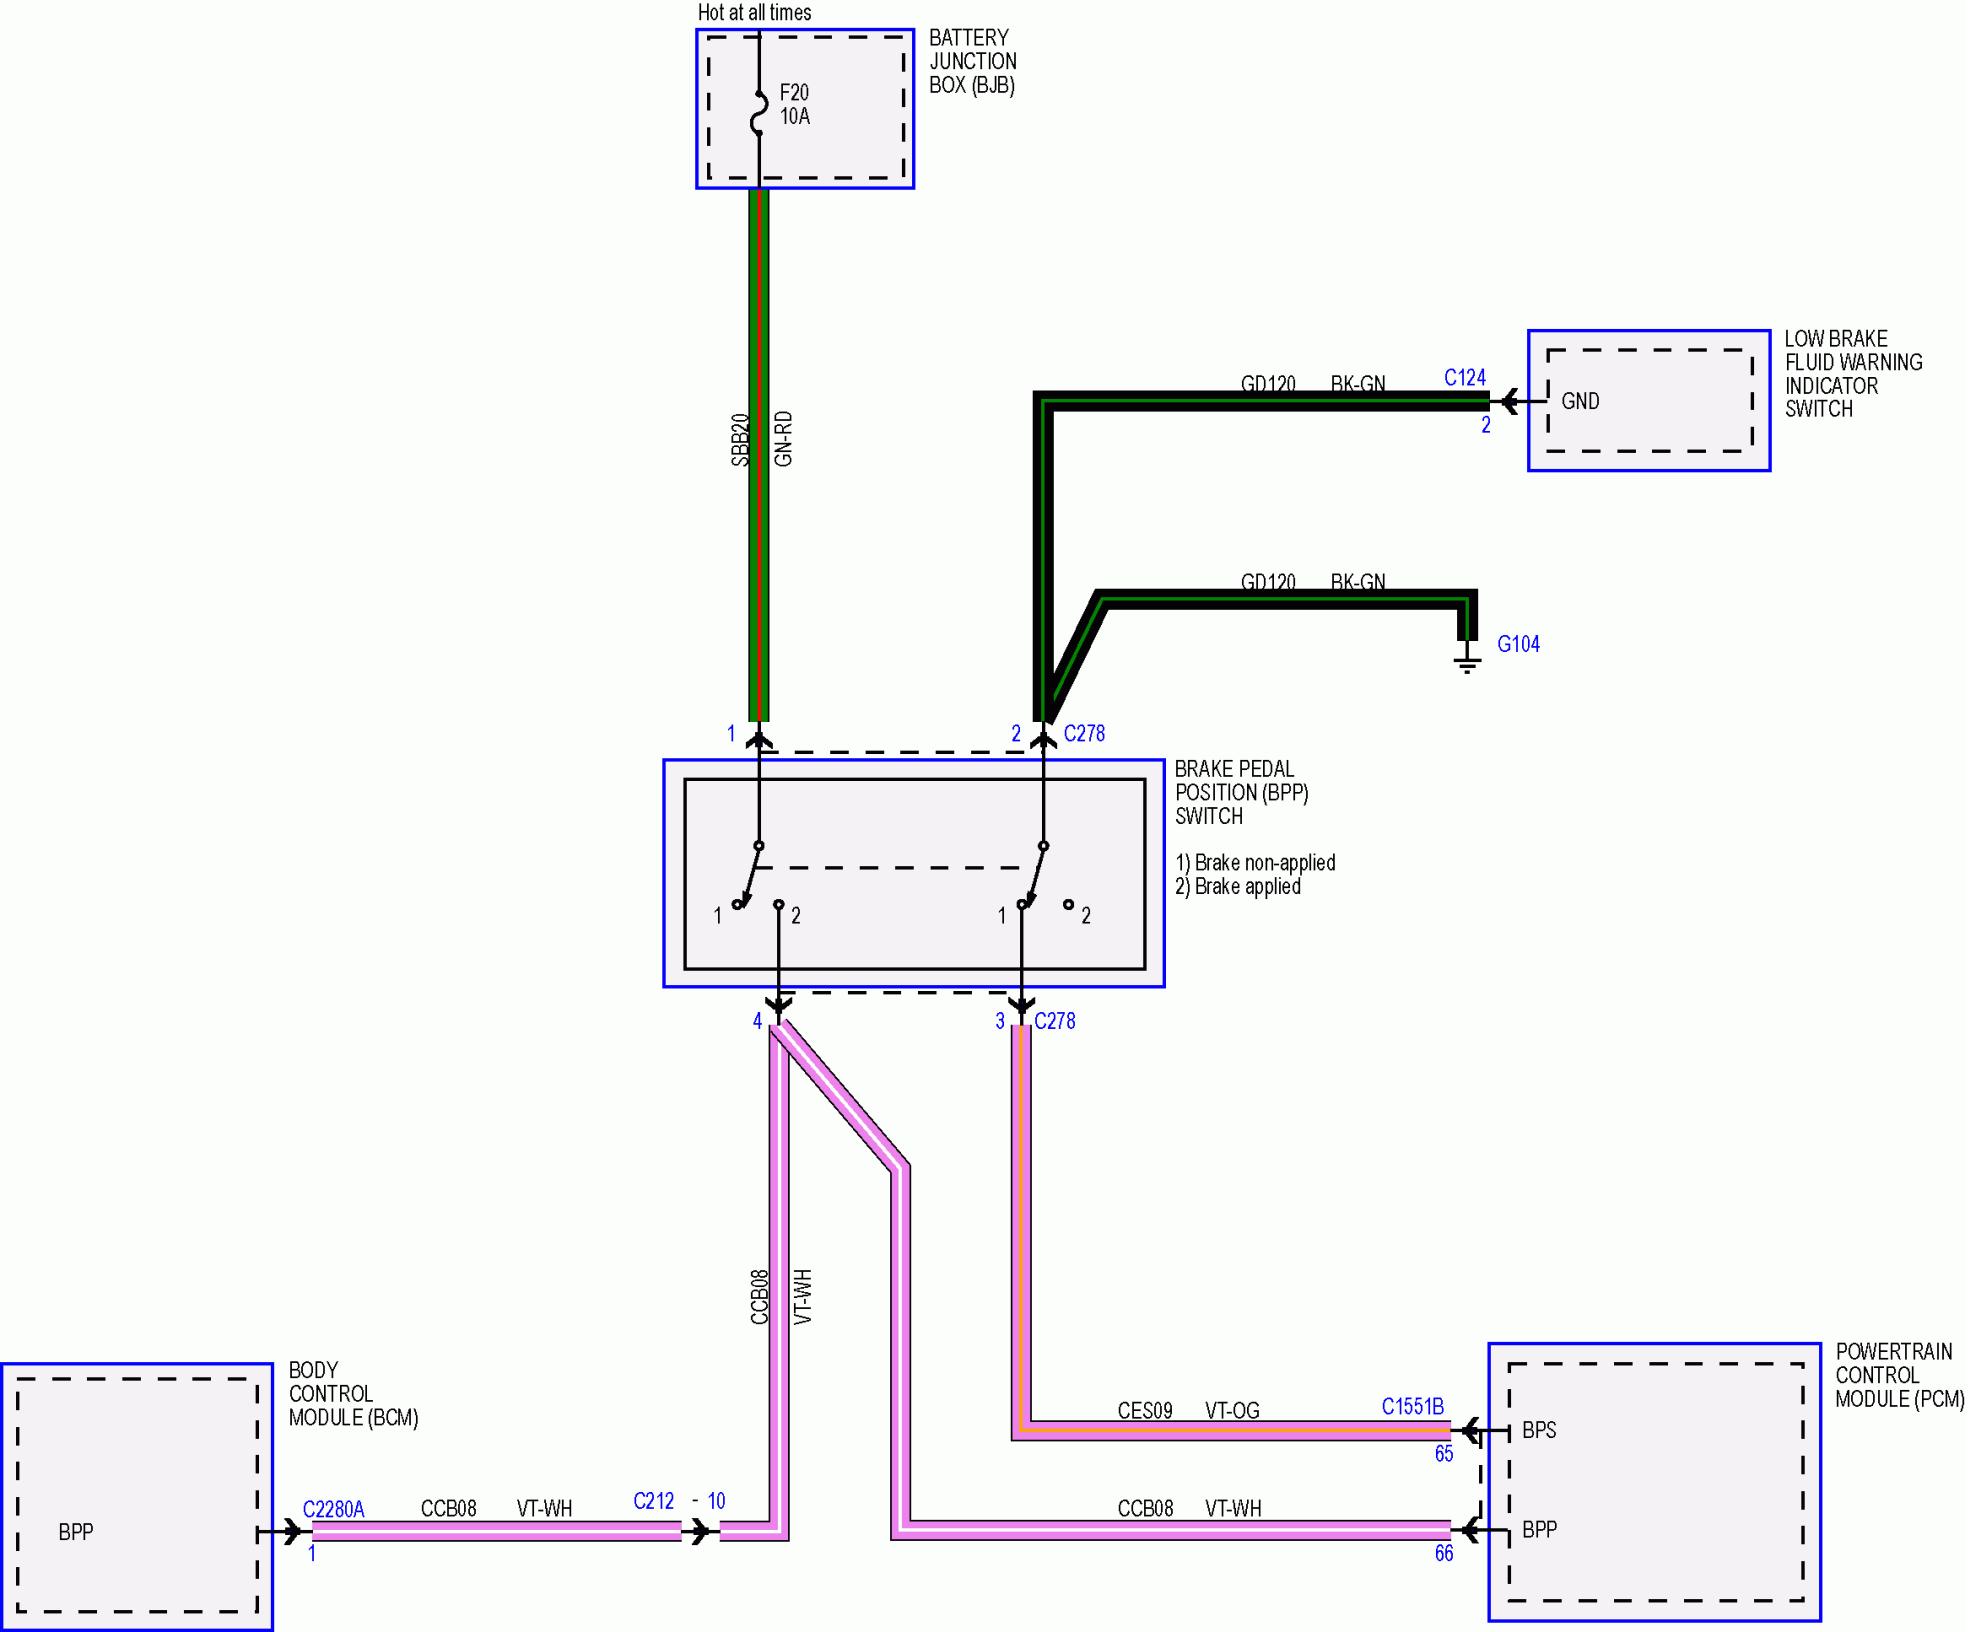 Hot at all times
BATTERY
JUNCTION
BOX (BJB)
F20
10A
SBB20
GN-RD
LOW BRAKE
FLUID WARNING
INDICATOR
SWITCH
GD120 BK-GN
C124
2
GND
GD120 BK-GN
G104
1
2 C278
BRAKE PEDAL
POSITION (BPP)
SWITCH
1) Brake non-applied
2) Brake applied
1 2
1 2
4
3 C278
CCB08
VT-WH
BODY
CONTROL
MODULE (BCM)
BPP
C2280A
1
CCB08 VT-WH
C212 - 10
POWERTRAIN
CONTROL
MODULE (PCM)
CES09 VT-OG
C1551B
65
BPS
CCB08 VT-WH
66
BPP